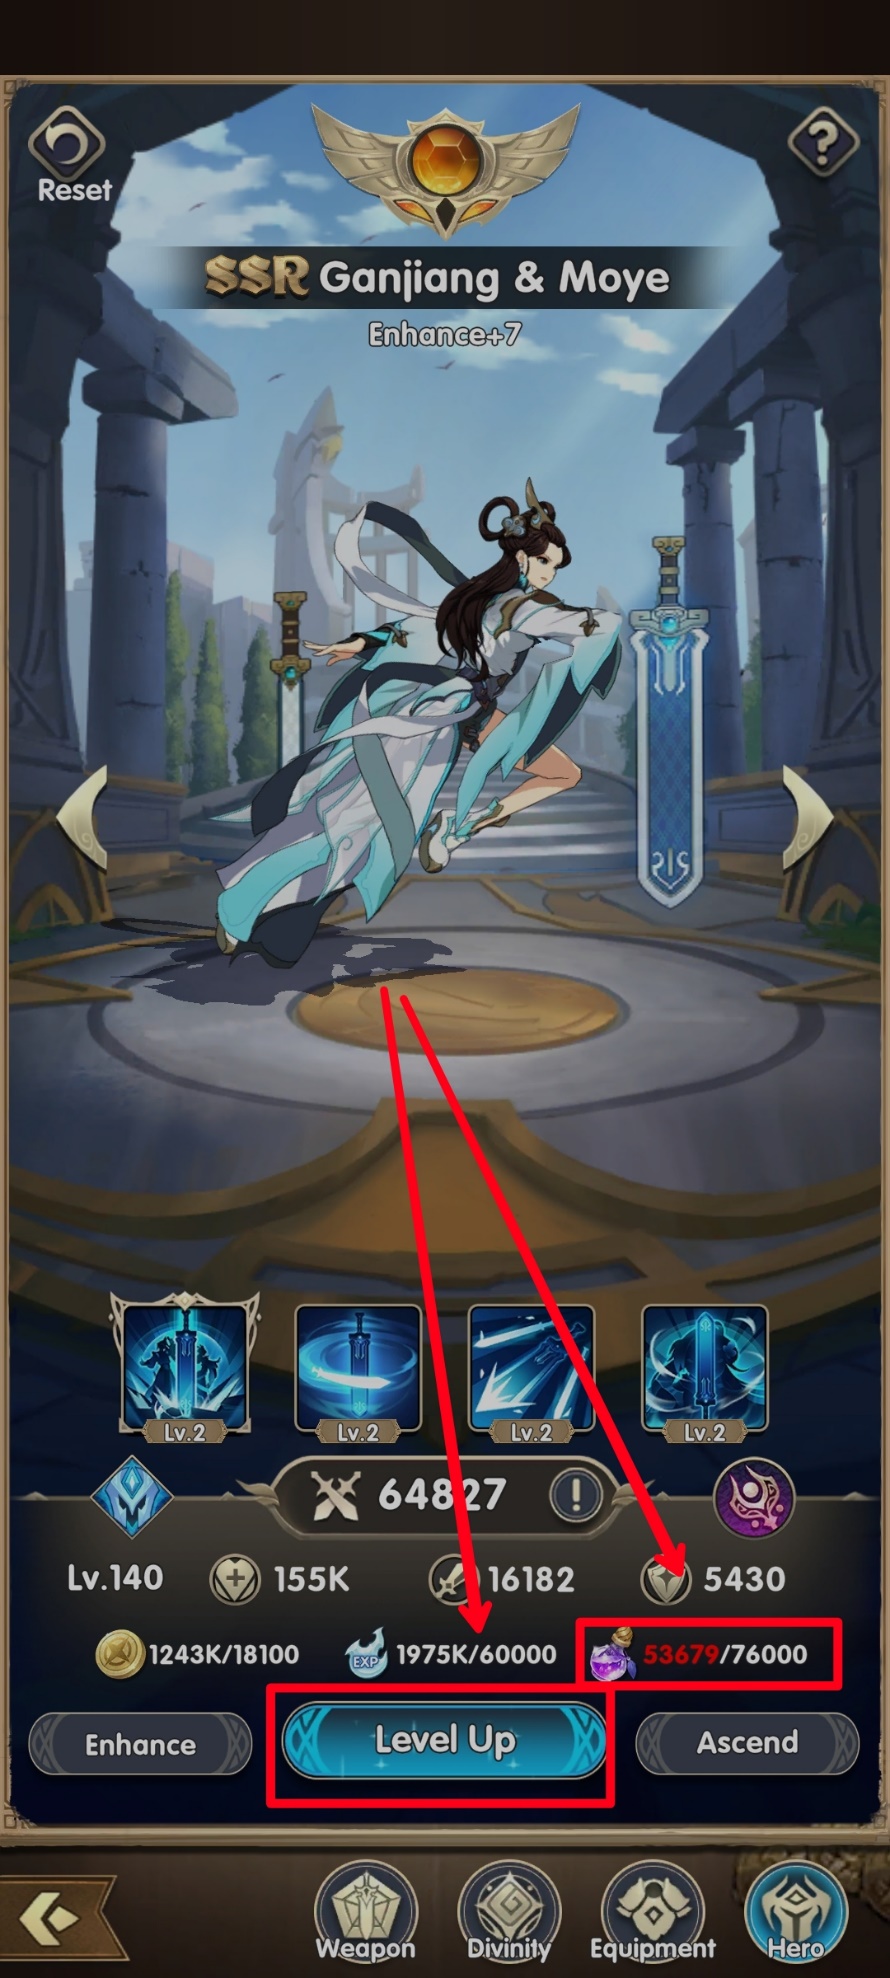 Reset
SSR Ganjiang & Moye
Enhance+7
Lv.2
Lv.2
Lv.2
Lv.2
64827
Lv.140
155K
16182
5430
1243K/18100
EXP
1975K/60000
53679/76000
Enhance
Level Up
Ascend
Weapon
Divinity
Equipment
Hero